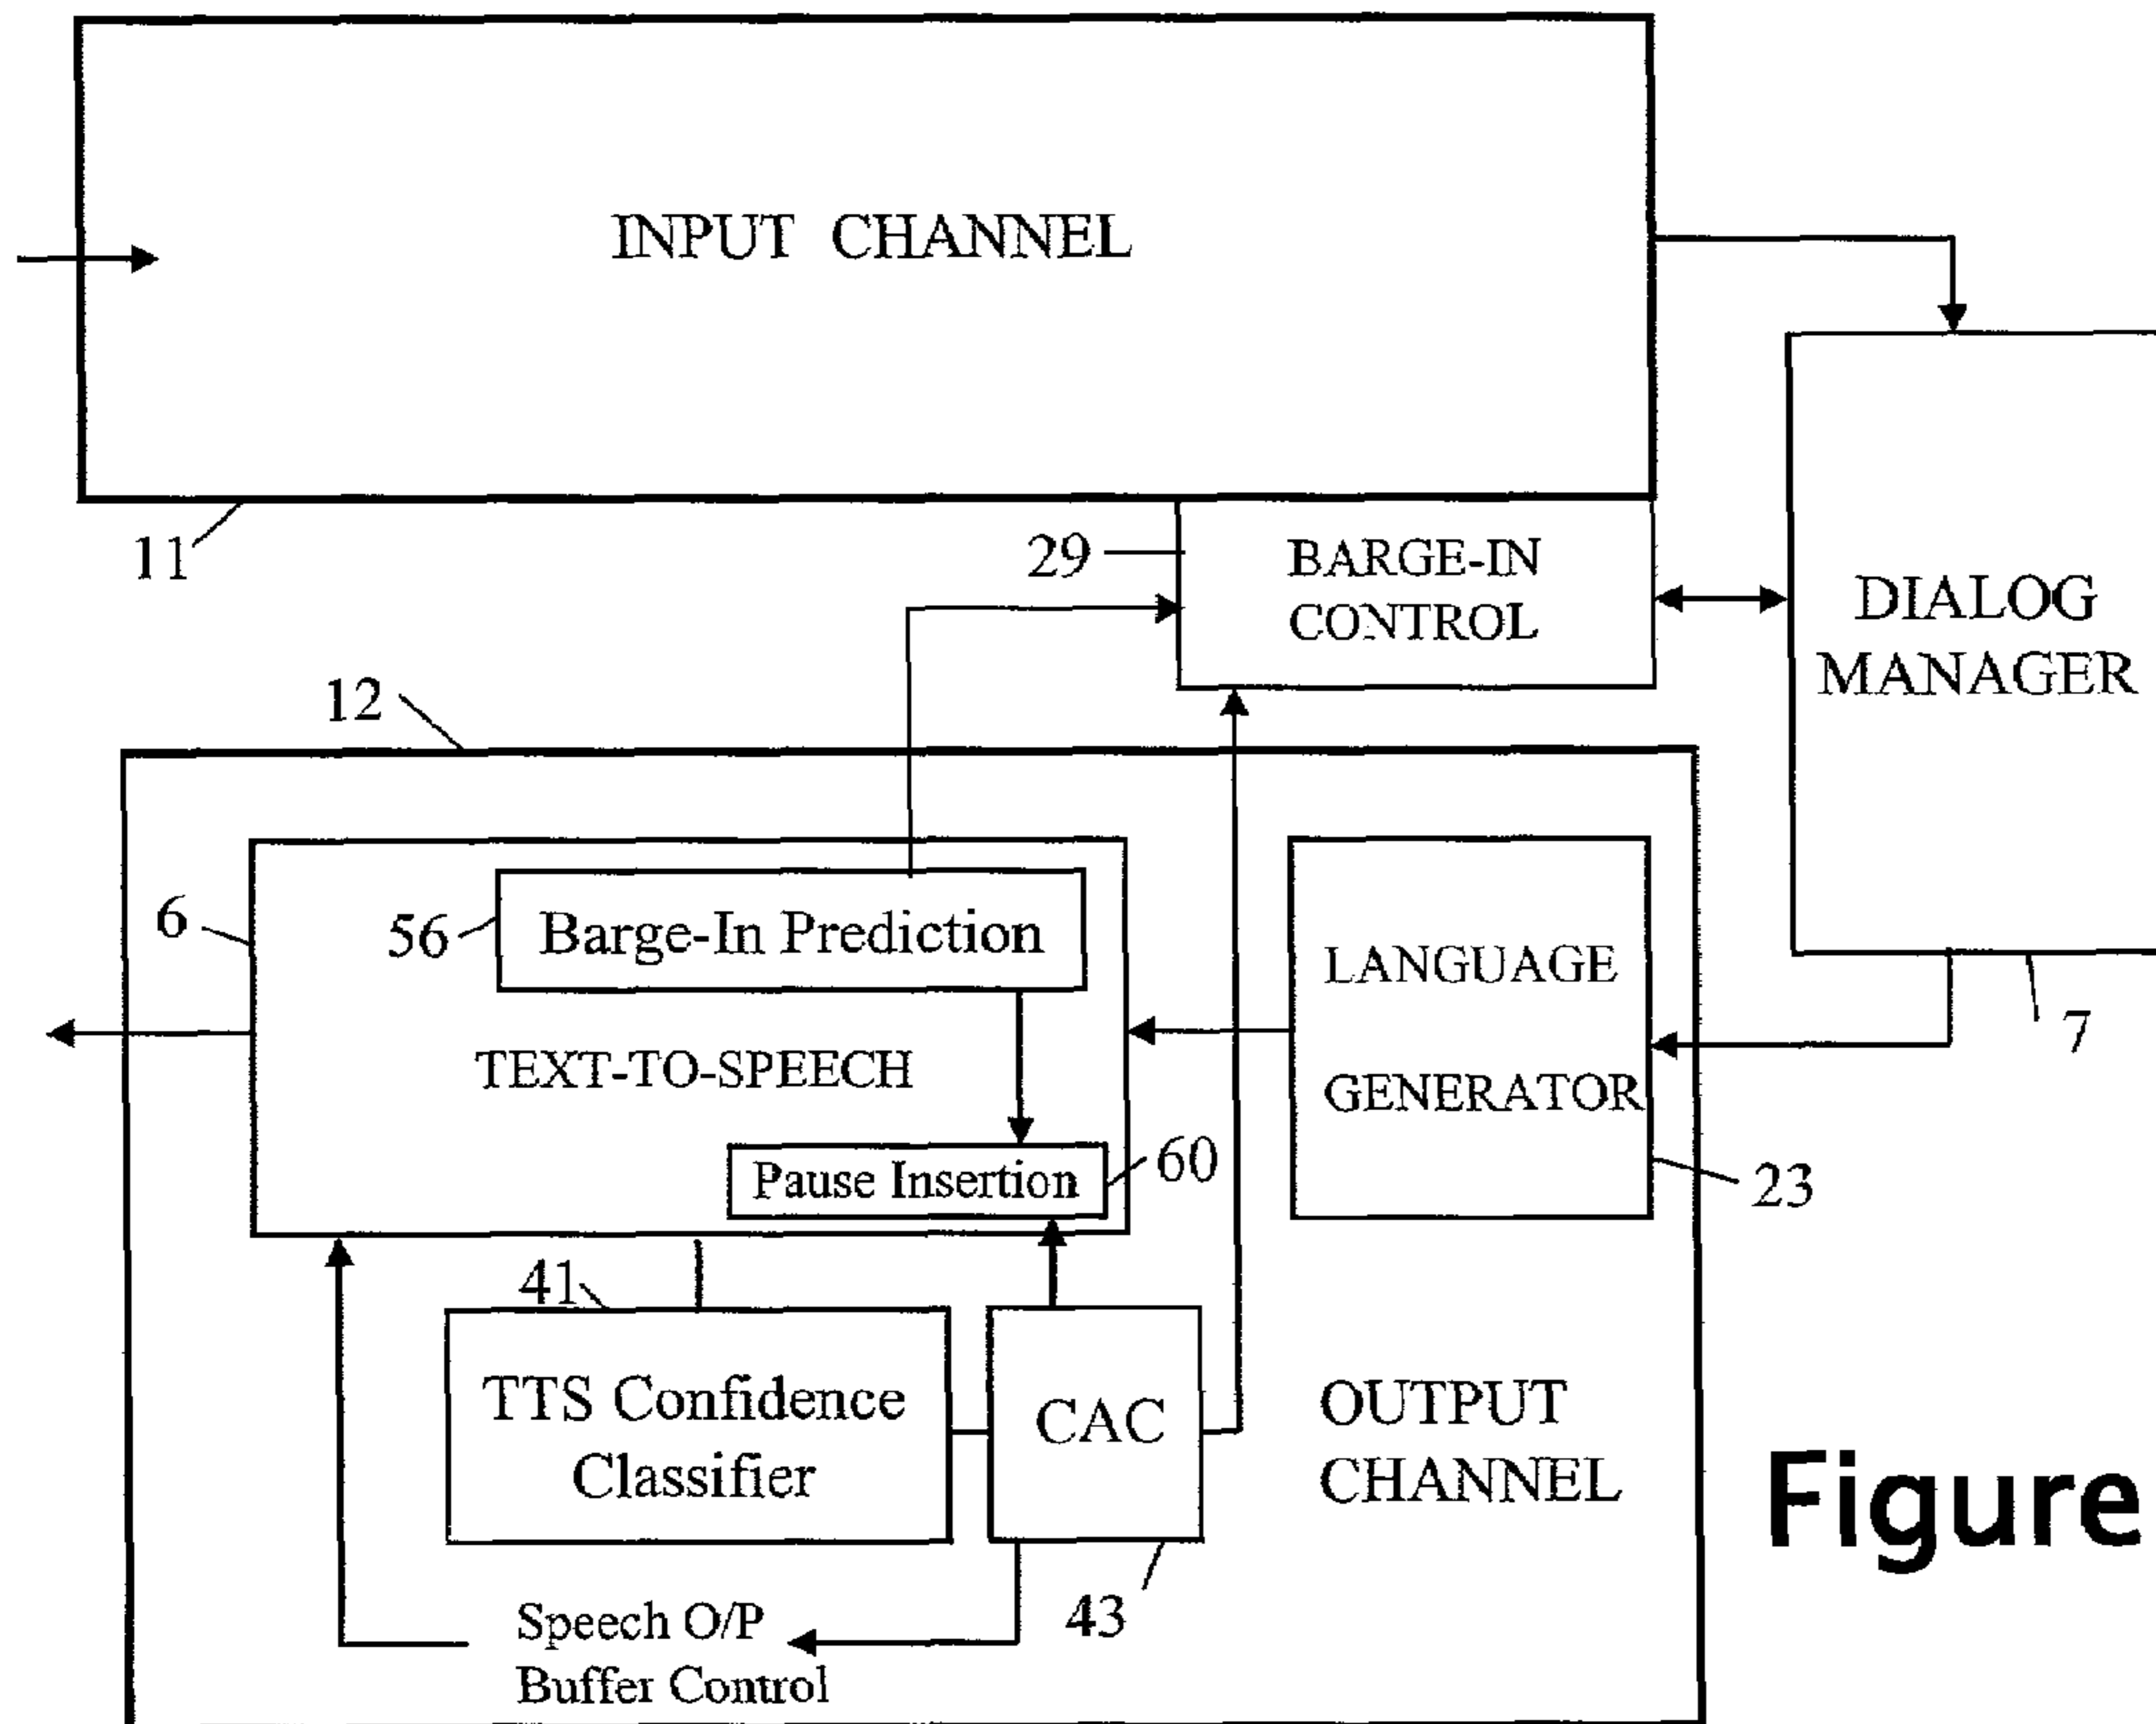 INPUT CHANNEL
11
29
BARGE-IN
CONTROL
DIALOG
MANAGER
12
6
56
Barge-In Prediction
LANGUAGE
GENERATOR
7
TEXT-TO-SPEECH
Pause Insertion
60
23
41
TTS Confidence
Classifier
CAC
OUTPUT
CHANNEL
43
Speech O/P
Buffer Control
Figure